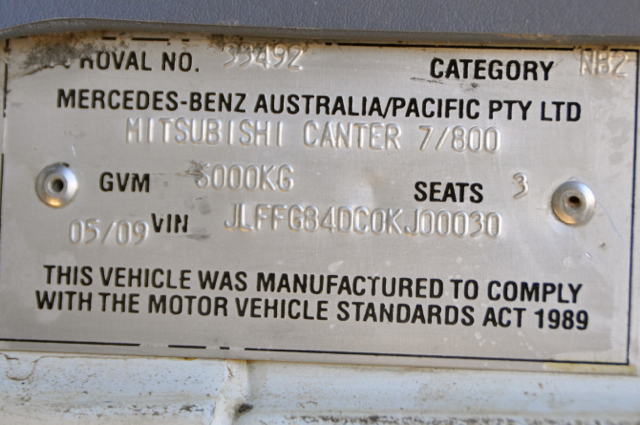 ROVAL NO. 33492 CATEGORY NB2
MERCEDES-BENZ AUSTRALIA/PACIFIC PTY LTD
MITSUBISHI CANTER 7/800
GVM 6000KG SEATS 3
05/09 VIN JLFFG84DC0KJ00030
THIS VEHICLE WAS MANUFACTURED TO COMPLY
WITH THE MOTOR VEHICLE STANDARDS ACT 1989